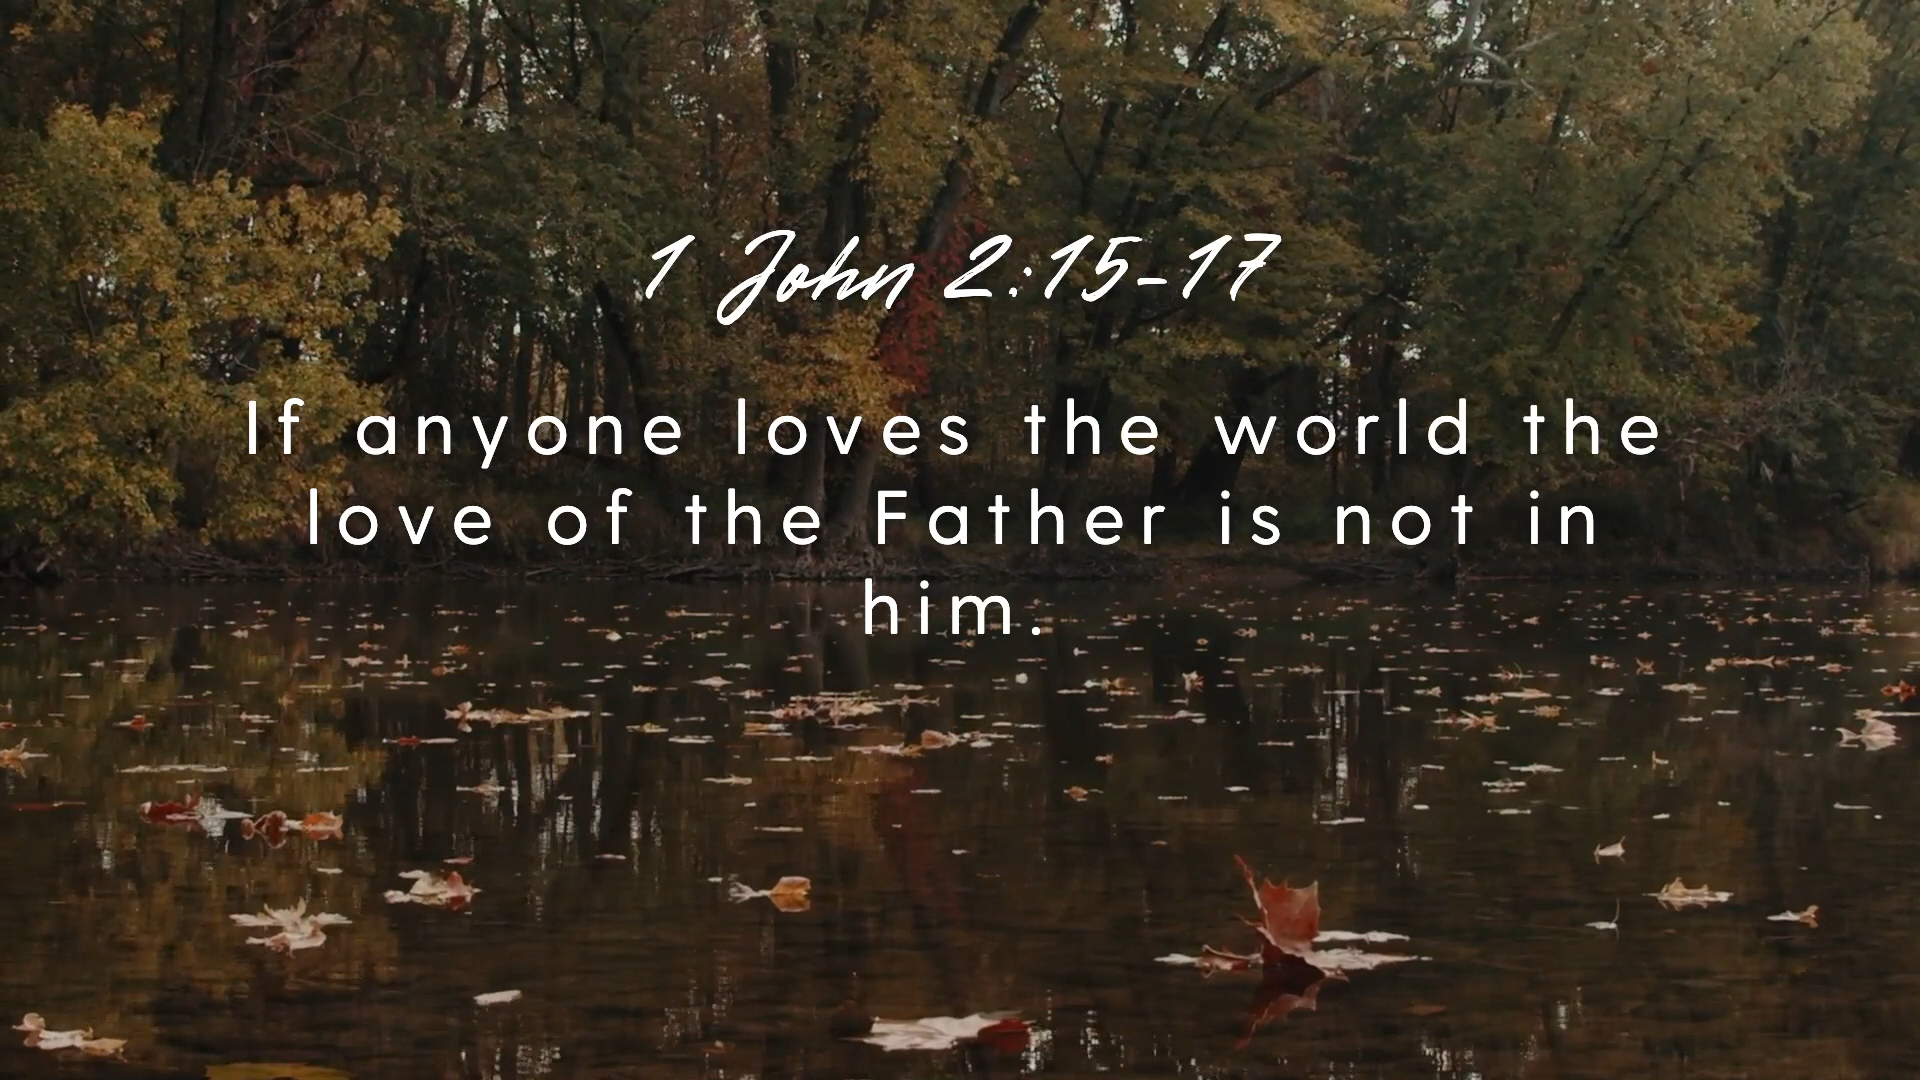 1 John 2:15-17
If anyone loves the world the
love of the Father is not in
him.